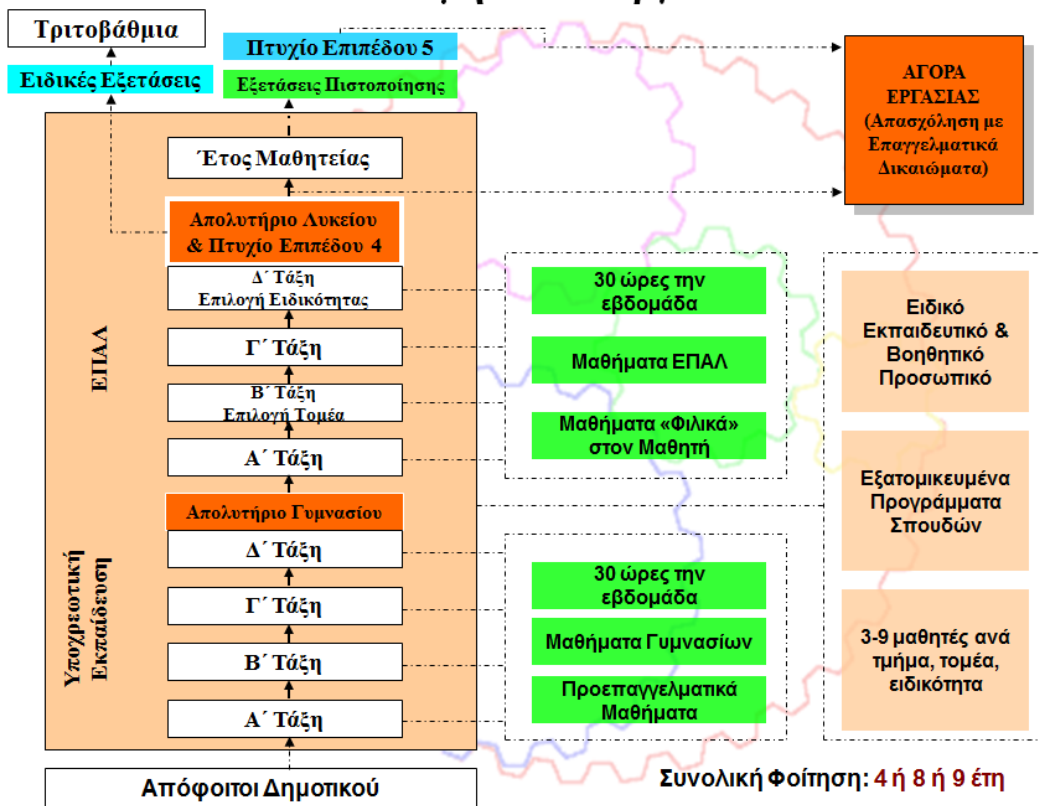 Τριτοβάθμια
Ειδικές Εξετάσεις
Πτυχίο Επιπέδου 5
Εξετάσεις Πιστοποίησης
ΑΓΟΡΑ
ΕΡΓΑΣΙΑΣ
(Απασχόληση με
Επαγγελματικά
Δικαιώματα)
Έτος Μαθητείας
Απολυτήριο Λυκείου
& Πτυχίο Επιπέδου 4
Δ΄ Τάξη
Επιλογή Ειδικότητας
Γ΄ Τάξη
Β΄ Τάξη
Επιλογή Τομέα
Α΄ Τάξη
ΕΠΑΛ
Απολυτήριο Γυμνασίου
Δ΄ Τάξη
Γ΄ Τάξη
Β΄ Τάξη
Α΄ Τάξη
Υποχρεωτική
Εκπαίδευση
Απόφοιτοι Δημοτικού
30 ώρες την
εβδομάδα
Μαθήματα ΕΠΑΛ
Μαθήματα «Φιλικά»
στον Μαθητή
30 ώρες την
εβδομάδα
Μαθήματα Γυμνασίων
Προεπαγγελματικά
Μαθήματα
Ειδικό
Εκπαιδευτικό &
Βοηθητικό
Προσωπικό
Εξατομικευμένα
Προγράμματα
Σπουδών
3-9 μαθητές ανά
τμήμα, τομέα,
ειδικότητα
Συνολική Φοίτηση: 4 ή 8 ή 9 έτη